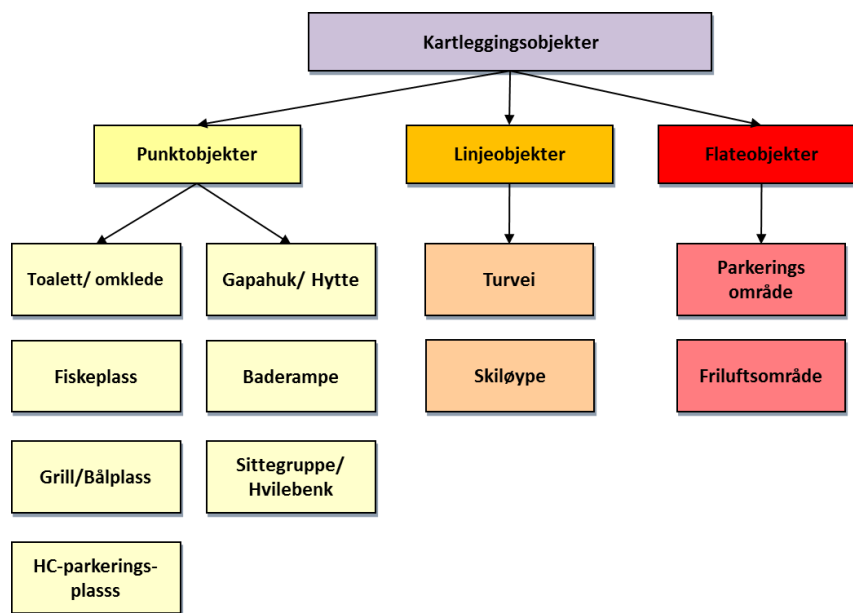 Kartleggingsobjekter
Punktobjekter
Linjeobjekter
Flateobjekter
Toalett/ omklede
Gapahuk/ Hytte
Turvei
Parkerings
område
Fiskeplass
Baderampe
Skiløype
Friluftsområde
Grill/Bålplass
Sittegruppe/
Hvilebenk
HC-parkerings-
plasss